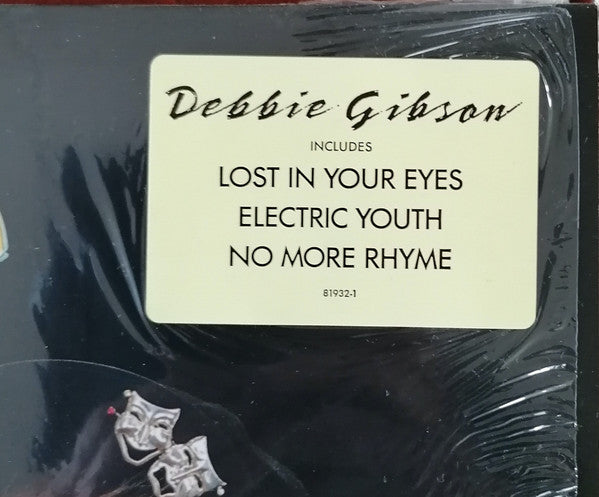 Debbie Gibson
INCLUDES
LOST IN YOUR EYES
ELECTRIC YOUTH
NO MORE RHYME
81932-1